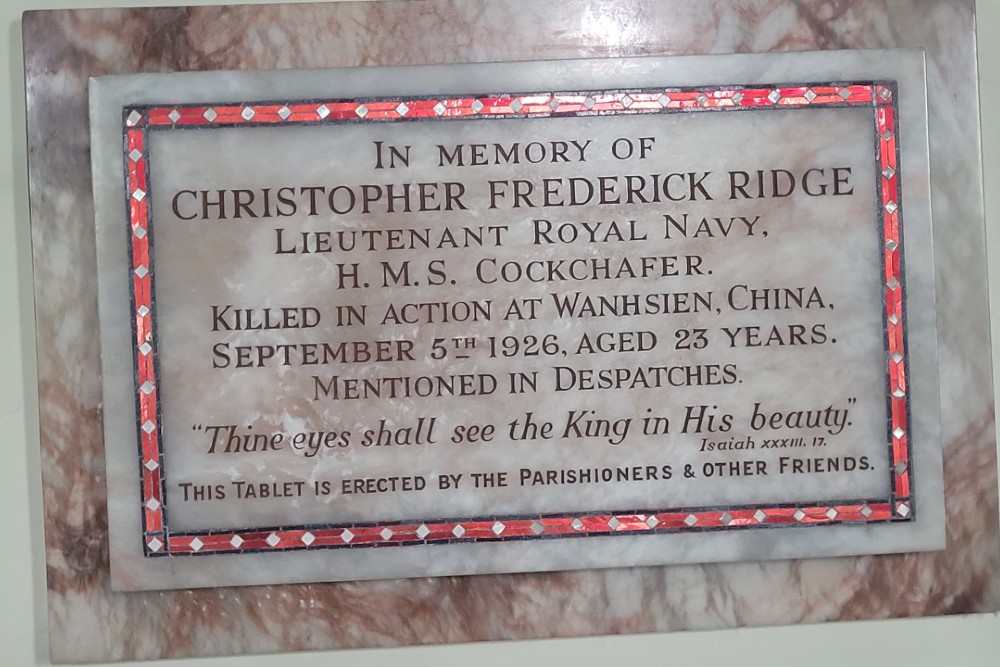 IN MEMORY OF
CHRISTOPHER FREDERICK RIDGE
LIEUTENANT ROYAL NAVY,
H. M. S. COCKCHAFER.
KILLED IN ACTION AT WANHSIEN, CHINA,
SEPTEMBER 5TH 1926, AGED 23 YEARS.
MENTIONED IN DESPATCHES.
"Thine eyes shall see the King in His beauty."
Isaiah XXXIII. 17.
THIS TABLET IS ERECTED BY THE PARISHIONERS & OTHER FRIENDS.